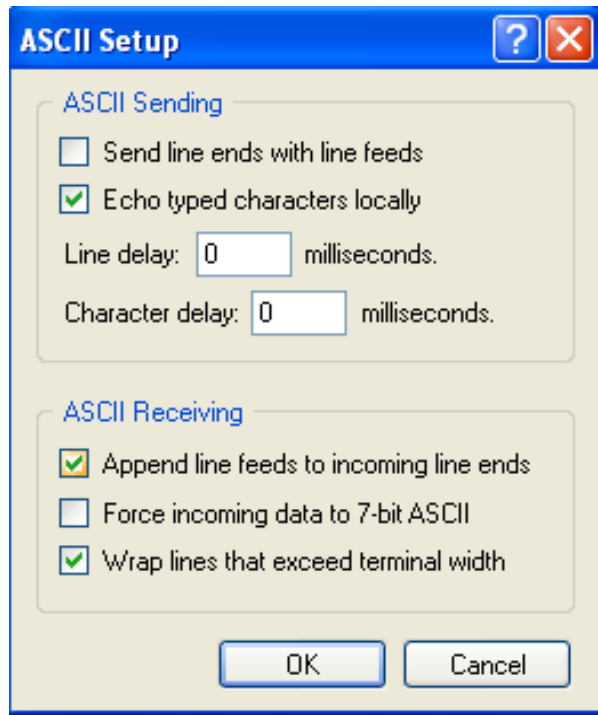 ASCII Setup
ASCII Sending
Send line ends with line feeds
Echo typed characters locally
Line delay: 0 milliseconds.
Character delay: 0 milliseconds.
ASCII Receiving
Append line feeds to incoming line ends
Force incoming data to 7-bit ASCII
Wrap lines that exceed terminal width
OK Cancel